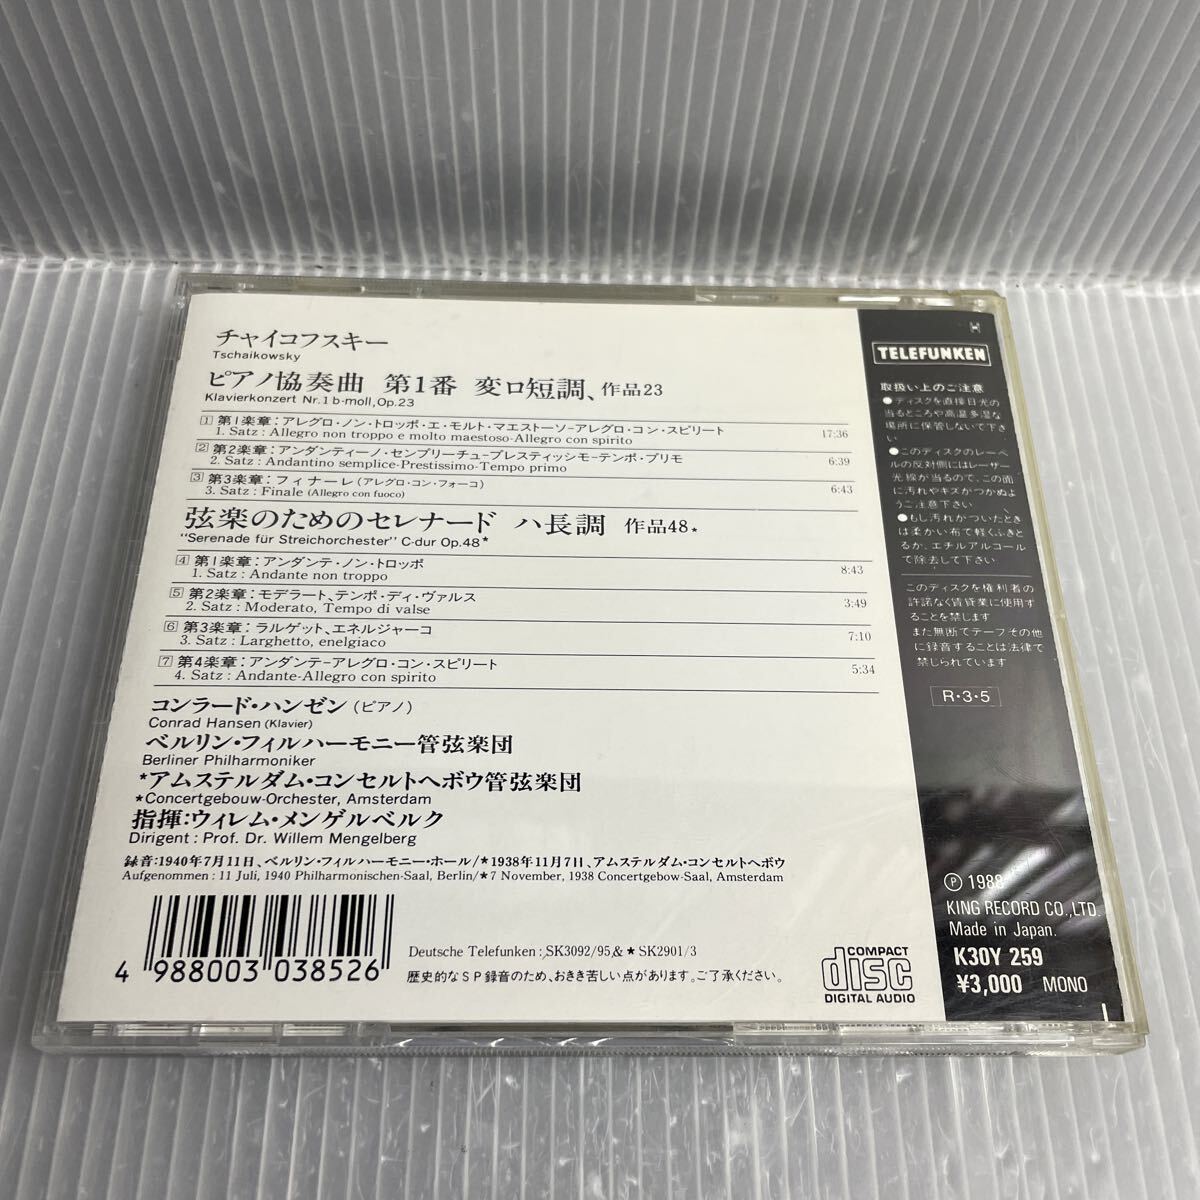 チャイコフスキー
Tschaikowsky
ピアノ協奏曲 第1番 変ロ短調、作品23
Klavierkonzert Nr.1 b-moll, Op.23
1 第1楽章：アレグロ・ノン・トロッポ・エ・モルト・マエストーソ−アレグロ・コン・スピリート
1. Satz : Allegro non troppo e molto maestoso-Allegro con spirito 17:36
2 第2楽章：アンダンティーノ・センプリーチェ−プレスティッシモ−テンポ・プリモ
2. Satz : Andantino semplice-Prestissimo-Tempo primo 6:39
3 第3楽章：フィナーレ（アレグロ・コン・フォーコ）
3. Satz : Finale (Allegro con fuoco) 6:43
弦楽のためのセレナード ハ長調 作品48★
"Serenade für Streichorchester" C-dur Op.48★
4 第1楽章：アンダンテ・ノン・トロッポ
1. Satz : Andante non troppo 8:43
5 第2楽章：モデラート、テンポ・ディ・ヴァルス
2. Satz : Moderato, Tempo di valse 3:49
6 第3楽章：ラルゲット、エネルジャーコ
3. Satz : Larghetto, enelgiaco 7:10
7 第4楽章：アンダンテ−アレグロ・コン・スピリート
4. Satz : Andante-Allegro con spirito 5:34
コンラード・ハンゼン（ピアノ）
Conrad Hansen (Klavier)
ベルリン・フィルハーモニー管弦楽団
Berliner Philharmoniker
★アムステルダム・コンセルトヘボウ管弦楽団
★Concertgebouw-Orchester, Amsterdam
指揮：ウィレム・メンゲルベルク
Dirigent : Prof. Dr. Willem Mengelberg
録音：1940年7月11日、ベルリン・フィルハーモニー・ホール/★1938年11月7日、アムステルダム・コンセルトヘボウ
Aufgenommen : 11 Juli, 1940 Philharmonischen-Saal, Berlin/★7 November, 1938 Concertgebow-Saal, Amsterdam
4 988003 038526
Deutsche Telefunken : SK3092/95,& ★ SK2901/3
歴史的なSP録音のため、おきき苦しい点があります。ご了承ください。
COMPACT
disc
DIGITAL AUDIO
H
TELEFUNKEN
取扱い上のご注意
●ディスクを直接日光の
当るところや高温多湿な
場所に保管しないで下さ
い
●このディスクのレーベ
ルの反対側にはレーザー
光線が当るので、この面
に汚れやキズがつかぬよ
うご注意下さい
●もし汚れがついたとき
は柔かい布で軽くふきと
るか、エチルアルコール
で除去して下さい
このディスクを権利者の
許諾なく賃貸業に使用す
ることを禁じます
また無断でテープその他
に録音することは法律で
禁じられています
R・3・5
Ⓟ 1988
KING RECORD CO.,LTD.
Made in Japan.
K30Y 259
¥3,000 MONO